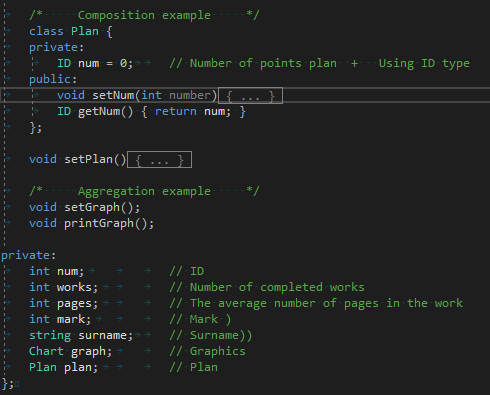 /* Composition example */
class Plan {
private:
ID num = 0; // Number of points plan + Using ID type
public:
void setNum(int number){ ... }
ID getNum() { return num; }
};
void setPlan(){ ... }
/* Aggregation example */
void setGraph();
void printGraph();
private:
int num; // ID
int works; // Number of completed works
int pages; // The average number of pages in the work
int mark; // Mark )
string surname; // Surname))
Chart graph; // Graphics
Plan plan; // Plan
};